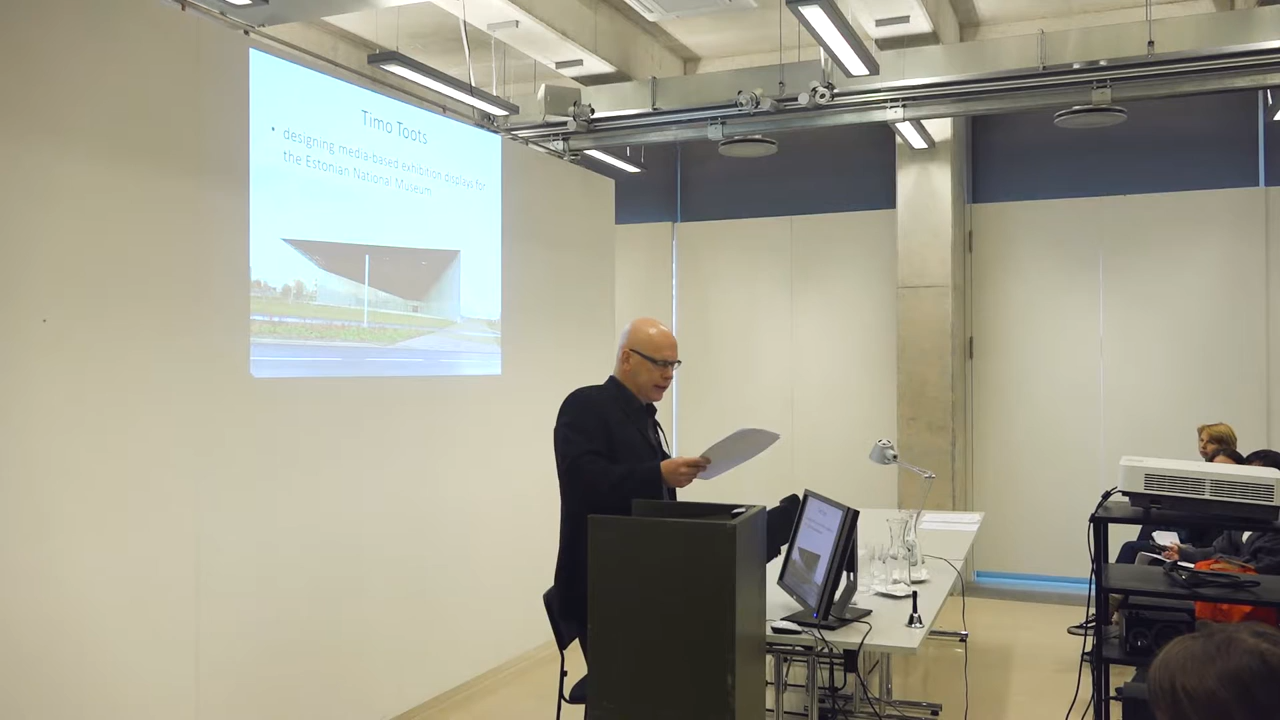 Timo Toots
• designing media-based exhibition displays for
the Estonian National Museum